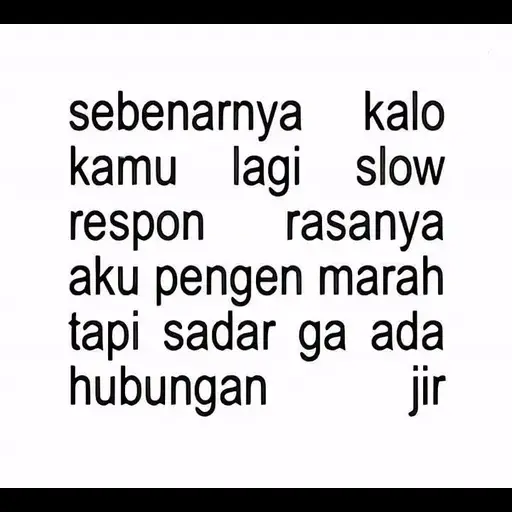 sebenarnya kalo
kamu lagi slow
respon rasanya
aku pengen marah
tapi sadar ga ada
hubungan jir